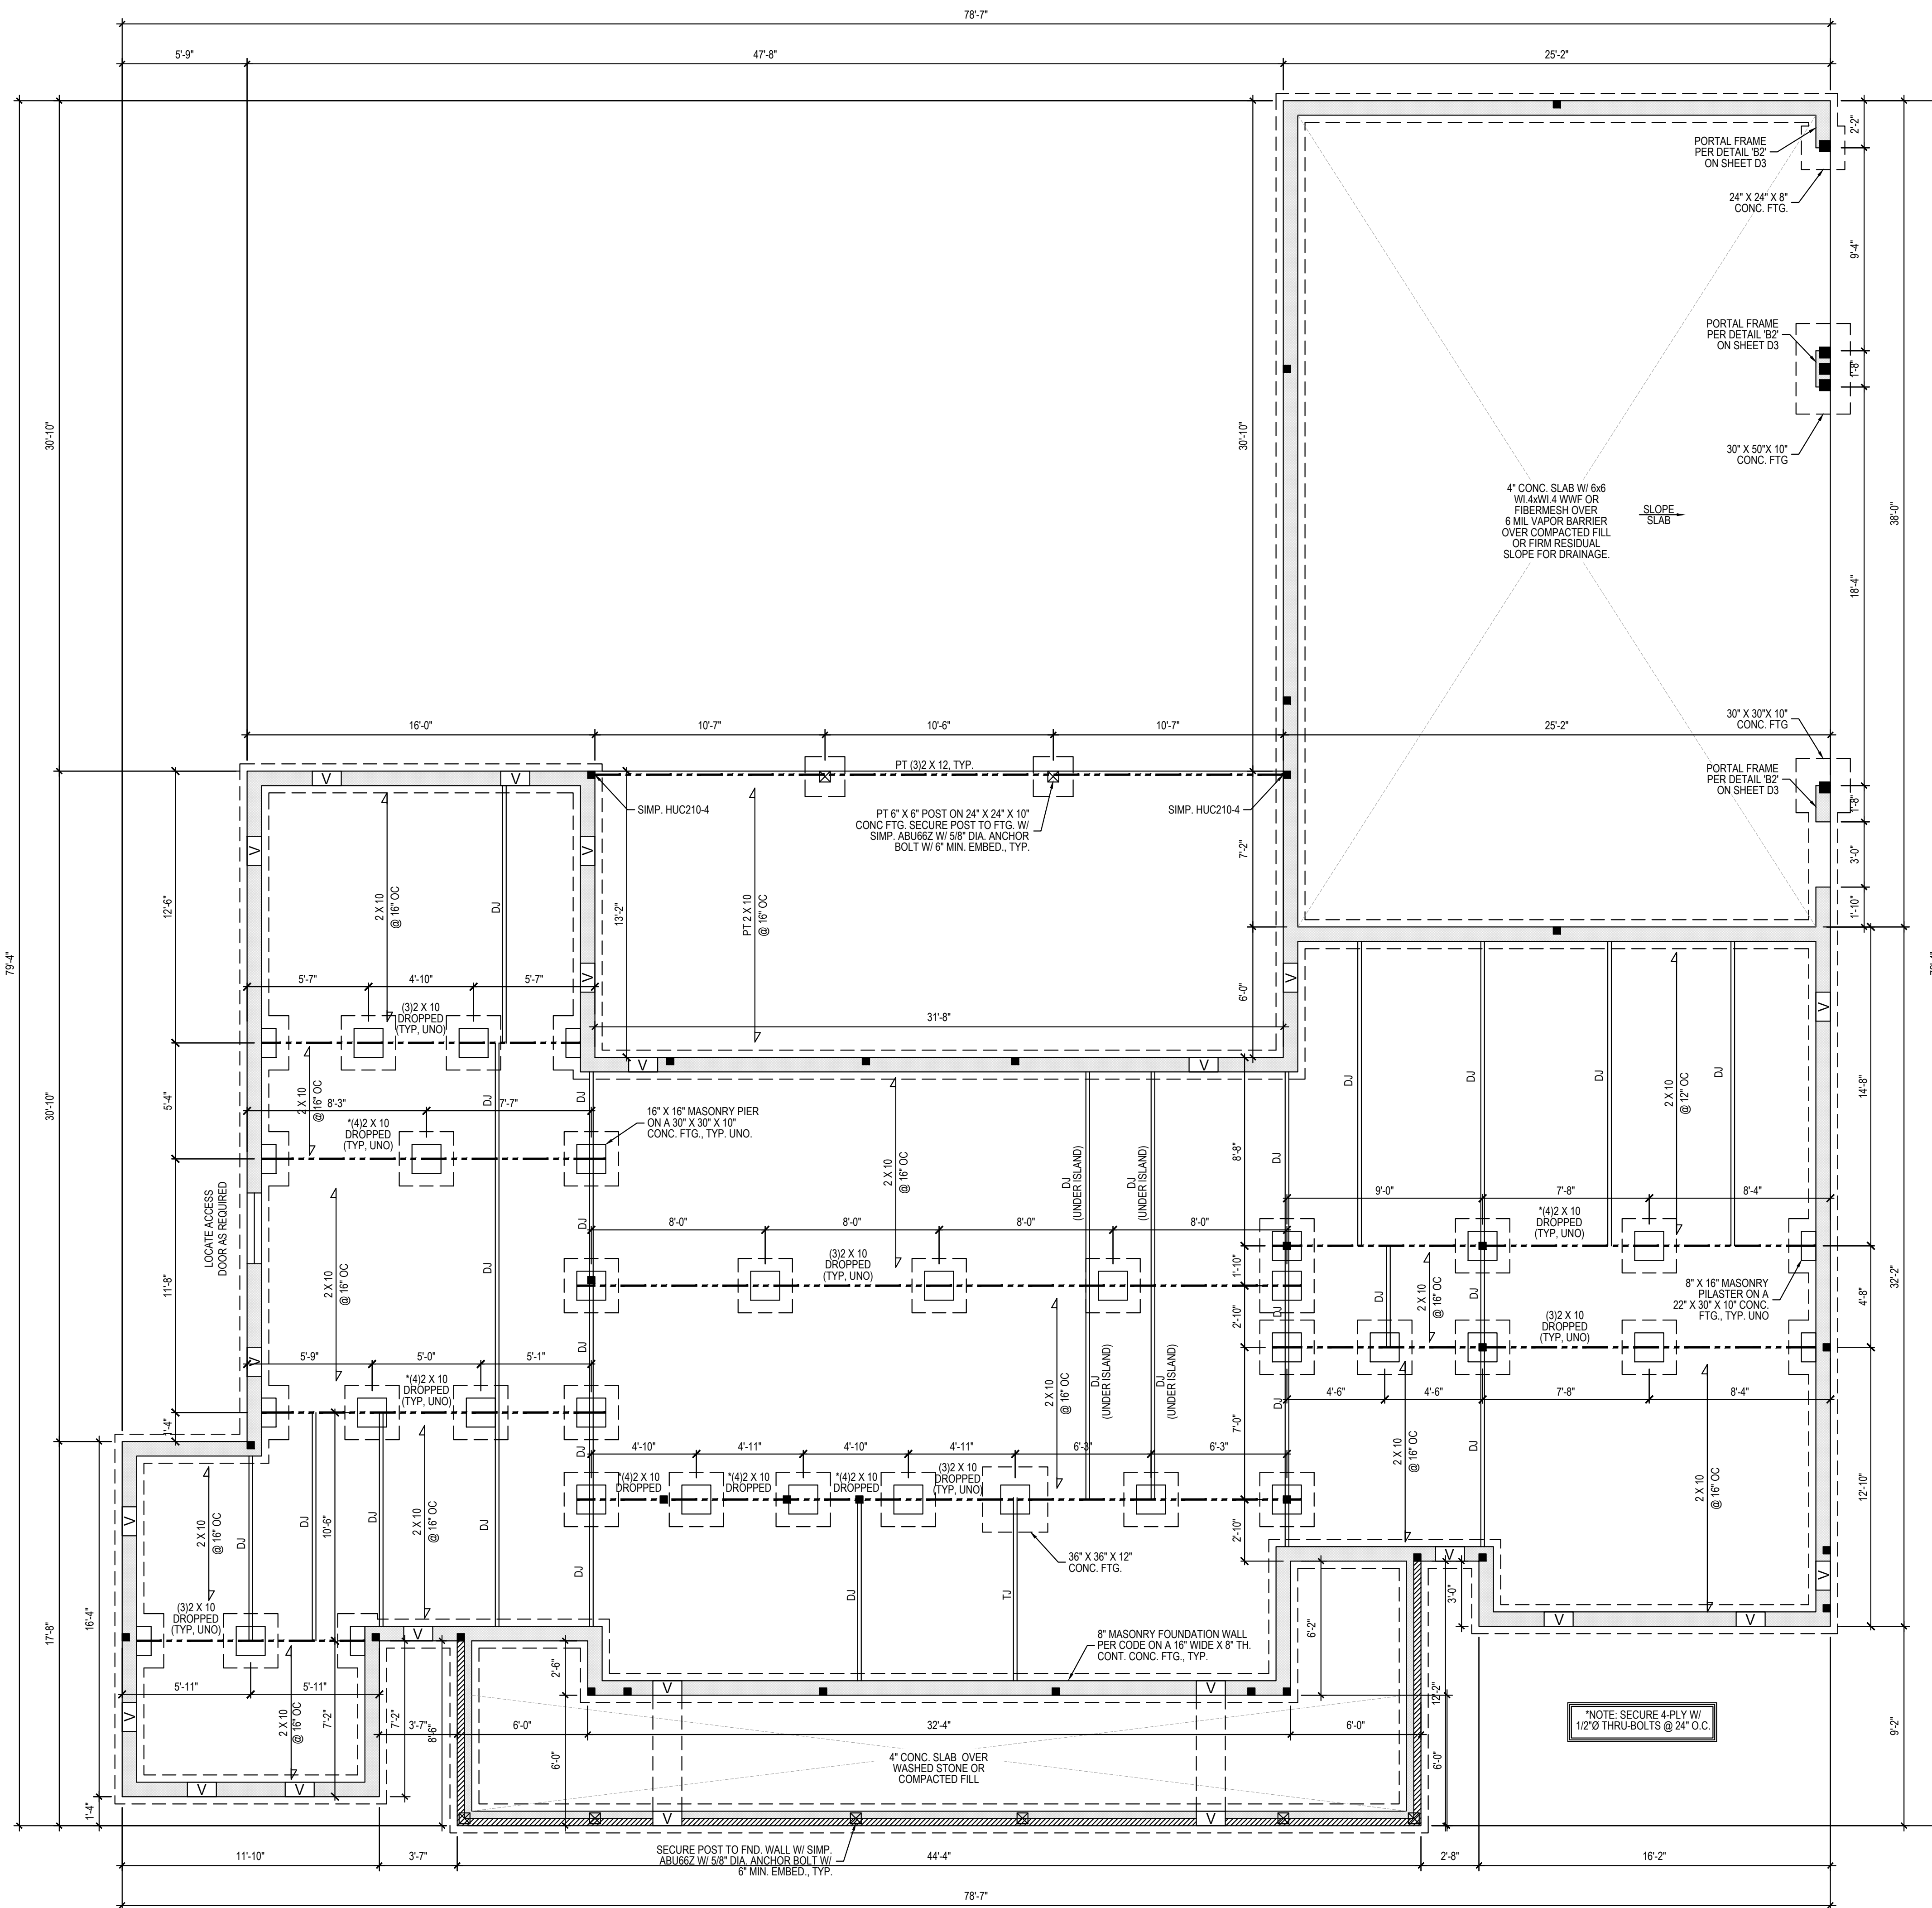 78'-7"
5'-9"
47'-8"
25'-2"
2'-2"
PORTAL FRAME
PER DETAIL 'B2'
ON SHEET D3
24" X 24" X 8"
CONC. FTG.
9'-4"
PORTAL FRAME
PER DETAIL 'B2'
ON SHEET D3
1'-8"
30" X 50"X 10"
CONC. FTG
30'-10"
30'-10"
4" CONC. SLAB W/ 6x6
WI.4xWI.4 WWF OR
FIBERMESH OVER
6 MIL VAPOR BARRIER
OVER COMPACTED FILL
OR FIRM RESIDUAL
SLOPE FOR DRAINAGE.
SLOPE
SLAB
38'-0"
18'-4"
16'-0"
10'-7"
10'-6"
10'-7"
30" X 30"X 10"
CONC. FTG
25'-2"
PT (3)2 X 12, TYP.
PORTAL FRAME
PER DETAIL 'B2'
ON SHEET D3
1'-8"
V
V
SIMP. HUC210-4
PT 6" X 6" POST ON 24" X 24" X 10"
CONC FTG. SECURE POST TO FTG. W/
SIMP. ABU66Z W/ 5/8" DIA. ANCHOR
BOLT W/ 6" MIN. EMBED., TYP.
SIMP. HUC210-4
7'-2"
3'-0"
V
V
12'-6"
2 X 10
@ 16" OC
DJ
13'-2"
PT 2 X 10
@ 16" OC
1'-10"
79'-4"
5'-7"
4'-10"
5'-7"
V
6'-0"
V
V
(3)2 X 10
DROPPED
(TYP, UNO)
31'-8"
V
V
30'-10"
5'-4"
2 X 10
@ 16" OC
8'-3"
DJ
7'-7"
DJ
16" X 16" MASONRY PIER
ON A 30" X 30" X 10"
CONC. FTG., TYP. UNO.
*(4)2 X 10
DROPPED
(TYP, UNO)
2 X 10
@ 16" OC
DJ
(UNDER ISLAND)
DJ
(UNDER ISLAND)
8'-8"
DJ
DJ
DJ
DJ
2 X 10
@ 12" OC
DJ
14'-8"
LOCATE ACCESS
DOOR AS REQUIRED
11'-8"
2 X 10
@ 16" OC
DJ
DJ
8'-0"
8'-0"
8'-0"
8'-0"
9'-0"
7'-8"
8'-4"
*(4)2 X 10
DROPPED
(TYP, UNO)
(3)2 X 10
DROPPED
(TYP, UNO)
1'-10"
32'-2"
8" X 16" MASONRY
PILASTER ON A
22" X 30" X 10" CONC.
FTG., TYP. UNO
4'-8"
DJ
2'-10"
DJ
DJ
2 X 10
@ 16" OC
DJ
(3)2 X 10
DROPPED
(TYP, UNO)
V
5'-9"
5'-0"
5'-1"
*(4)2 X 10
DROPPED
(TYP, UNO)
2 X 10
@ 16" OC
DJ
(UNDER ISLAND)
DJ
(UNDER ISLAND)
DJ
4'-6"
4'-6"
7'-8"
8'-4"
7'-0"
2 X 10
@ 16" OC
DJ
DJ
4'-10"
4'-11"
4'-10"
4'-11"
6'-3"
6'-3"
*(4)2 X 10
DROPPED
*(4)2 X 10
DROPPED
*(4)2 X 10
DROPPED
(3)2 X 10
DROPPED
(TYP, UNO)
2 X 10
@ 16" OC
12'-10"
V
2 X 10
@ 16" OC
DJ
DJ
10'-6"
DJ
2 X 10
@ 16" OC
DJ
2'-10"
V
36" X 36" X 12"
CONC. FTG.
DJ
DJ
TJ
V
17'-8"
16'-4"
(3)2 X 10
DROPPED
(TYP, UNO)
3'-0"
6'-2"
V
V
V
8" MASONRY FOUNDATION WALL
PER CODE ON A 16" WIDE X 8" TH.
CONT. CONC. FTG., TYP.
2'-6"
5'-11"
5'-11"
V
V
12'-2"
V
2 X 10
@ 16" OC
7'-2"
7'-2"
8'-6"
3'-7"
6'-0"
32'-4"
6'-0"
*NOTE: SECURE 4-PLY W/
1/2"Ø THRU-BOLTS @ 24" O.C.
9'-2"
6'-0"
4" CONC. SLAB OVER
WASHED STONE OR
COMPACTED FILL
6'-0"
V
V
1'-4"
V
V
SECURE POST TO FND. WALL W/ SIMP.
ABU66Z W/ 5/8" DIA. ANCHOR BOLT W/
6" MIN. EMBED., TYP.
11'-10"
3'-7"
44'-4"
2'-8"
16'-2"
78'-7"